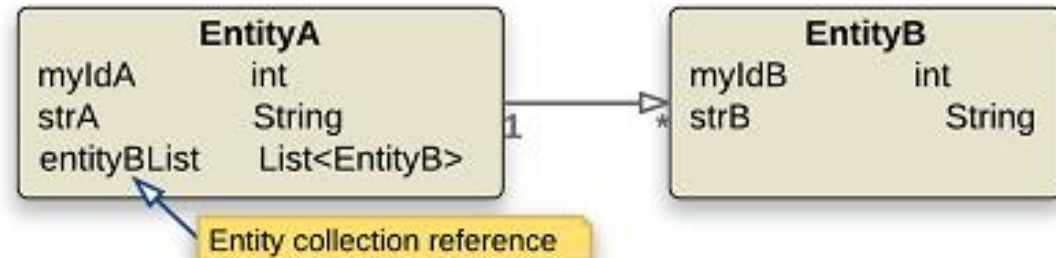 EntityA
myIdA int
strA String
entityBList List<EntityB>
1
*
EntityB
myIdB int
strB String
Entity collection reference